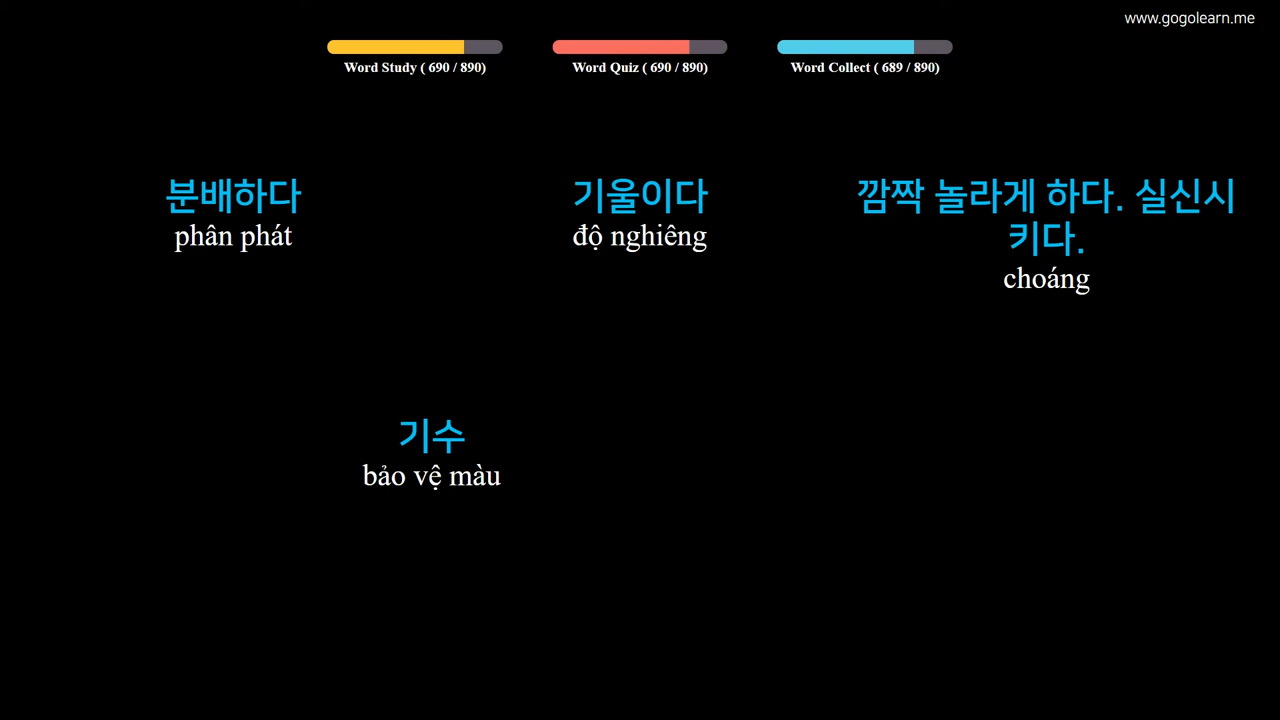 www.gogolearn.me
Word Study ( 690 / 890)
Word Quiz ( 690 / 890)
Word Collect ( 689 / 890)
분배하다
phân phát
기울이다
độ nghiêng
깜짝 놀라게 하다. 실신시
키다.
choáng
기수
bảo vệ màu